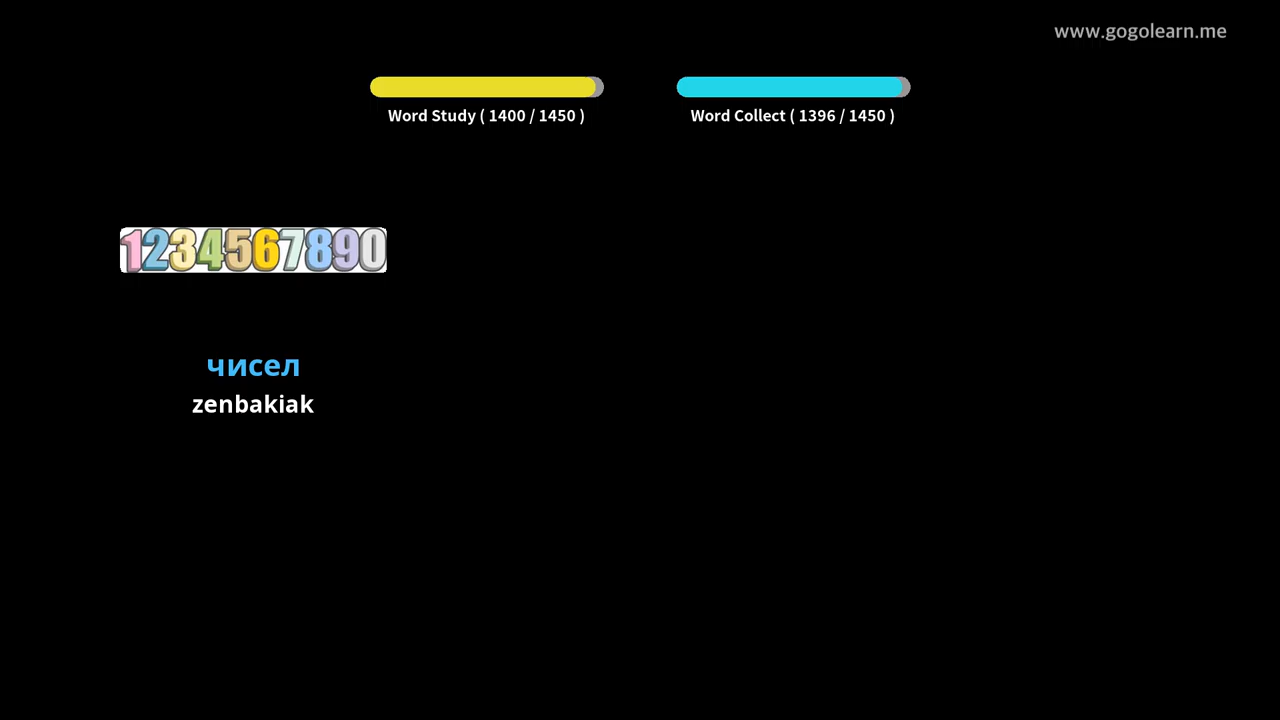 www.gogolearn.me
Word Study ( 1400 / 1450 )
Word Collect ( 1396 / 1450 )
1234567890
чисел
zenbakiak